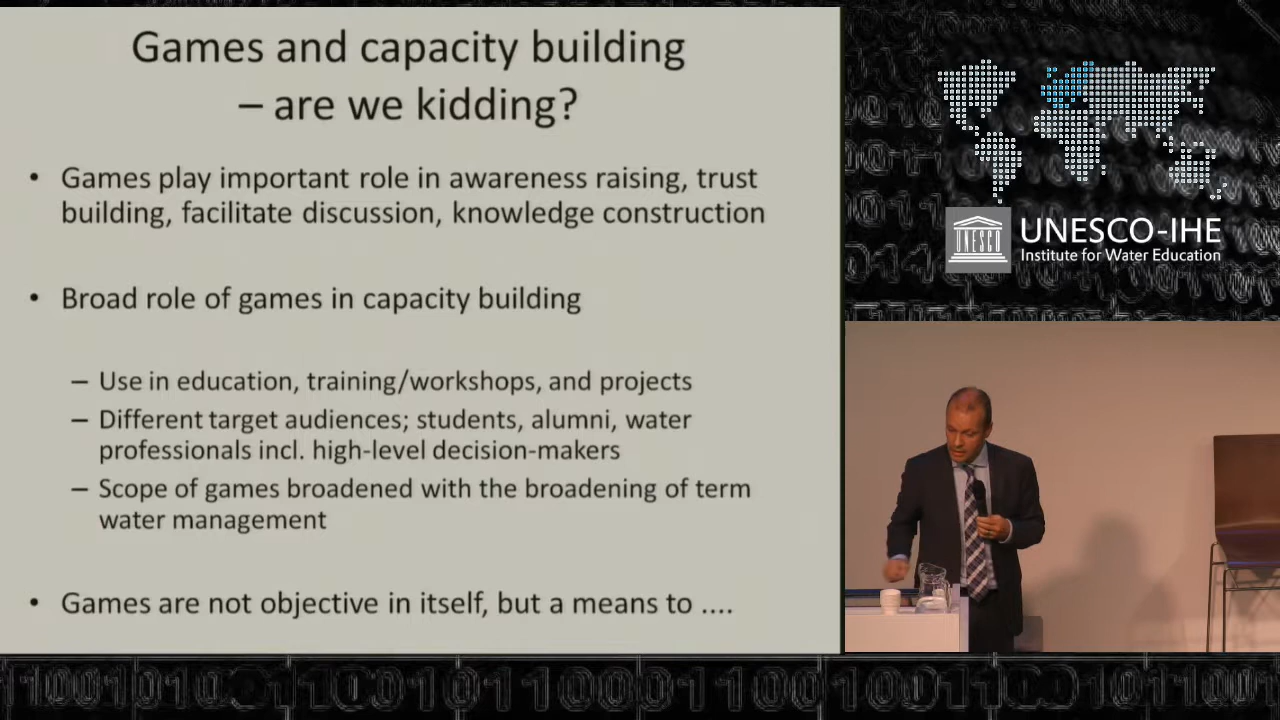 Games and capacity building
– are we kidding?
• Games play important role in awareness raising, trust
building, facilitate discussion, knowledge construction
• Broad role of games in capacity building
– Use in education, training/workshops, and projects
– Different target audiences; students, alumni, water
professionals incl. high-level decision-makers
– Scope of games broadened with the broadening of term
water management
• Games are not objective in itself, but a means to ....
UNESCO
UNESCO-IHE
Institute for Water Education